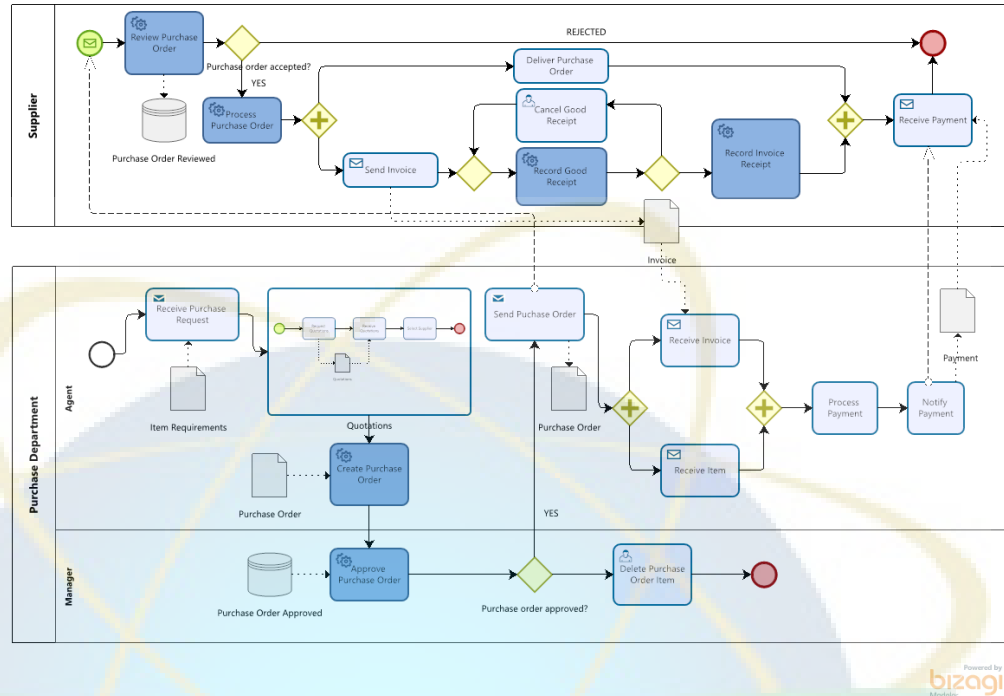 Supplier
Review Purchase
Order
REJECTED
Purchase order accepted?
YES
Deliver Purchase
Order
Purchase Order Reviewed
Process
Purchase Order
Cancel Good
Receipt
Receive Payment
Send Invoice
Record Good
Receipt
Record Invoice
Receipt
Invoice
Purchase Department
Agent
Receive Purchase
Request
Send Puchase Order
Receive Invoice
Payment
Item Requirements
Quotations
Purchase Order
Process
Payment
Notify
Payment
Create Purchase
Order
Receive Item
Purchase Order
YES
Manager
Approve
Purchase Order
Delete Purchase
Order Item
Purchase Order Approved
Purchase order approved?
Powered by
bizagi
Modeler